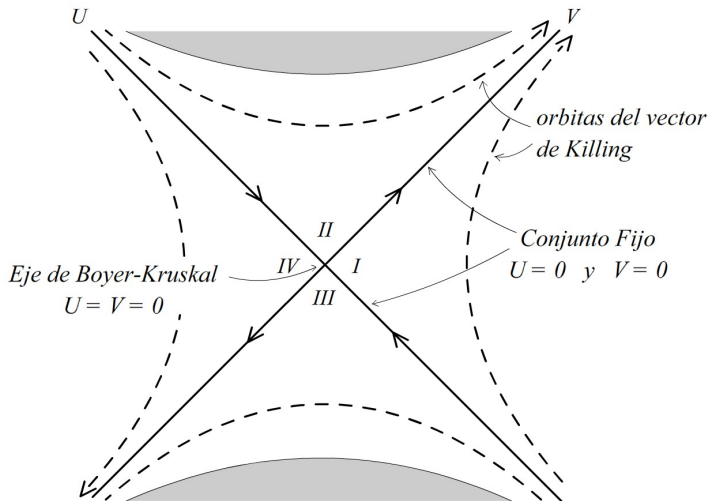 U
V
orbitas del vector
de Killing
II
Conjunto Fijo
IV
I
U = 0 y V = 0
Eje de Boyer-Kruskal
III
U = V = 0